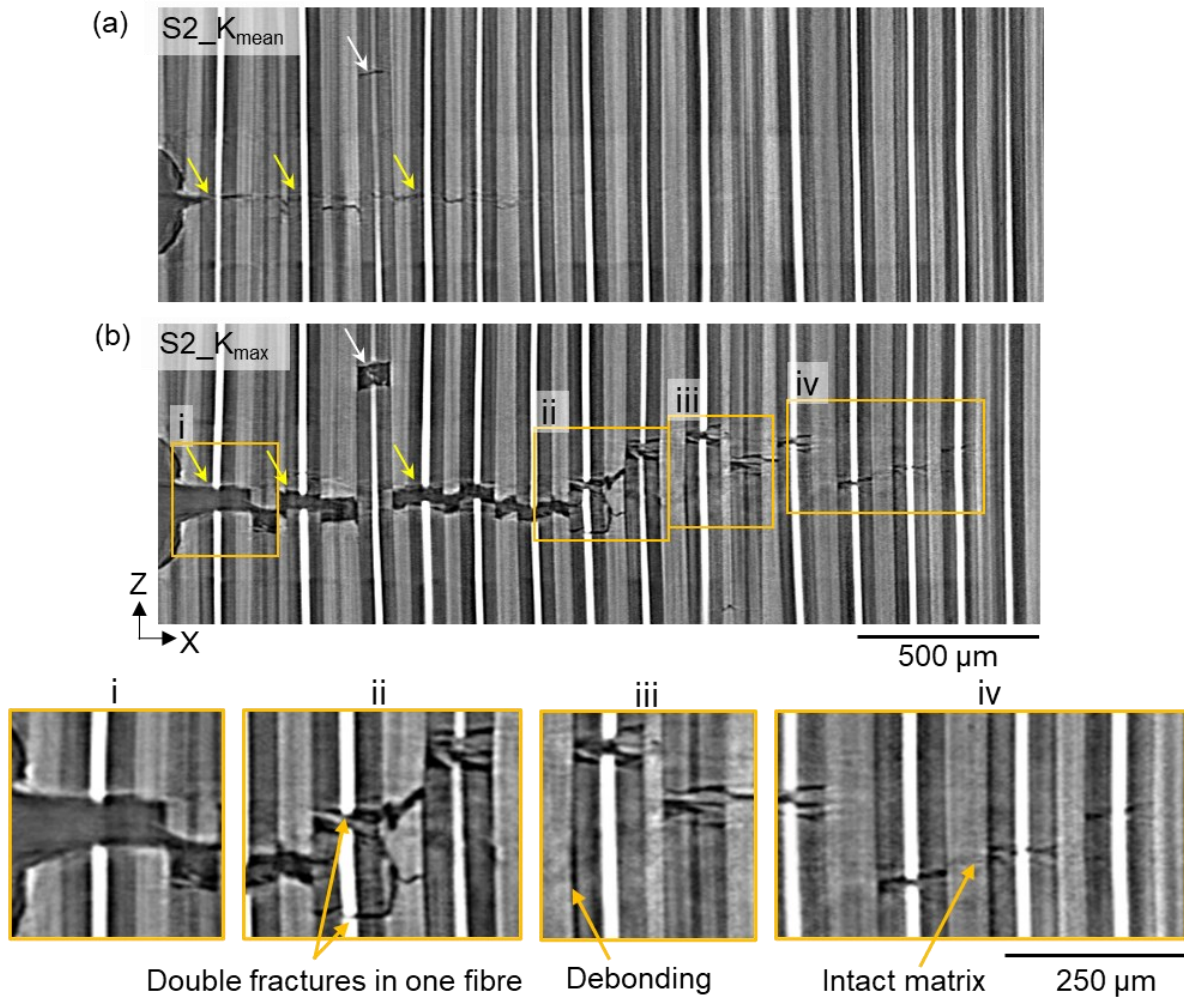 (a)
S2_Kmean
(b)
S2_Kmax
i
ii
iii
iv
Z
X
500 µm
i
ii
iii
iv
Double fractures in one fibre
Debonding
Intact matrix
250 µm